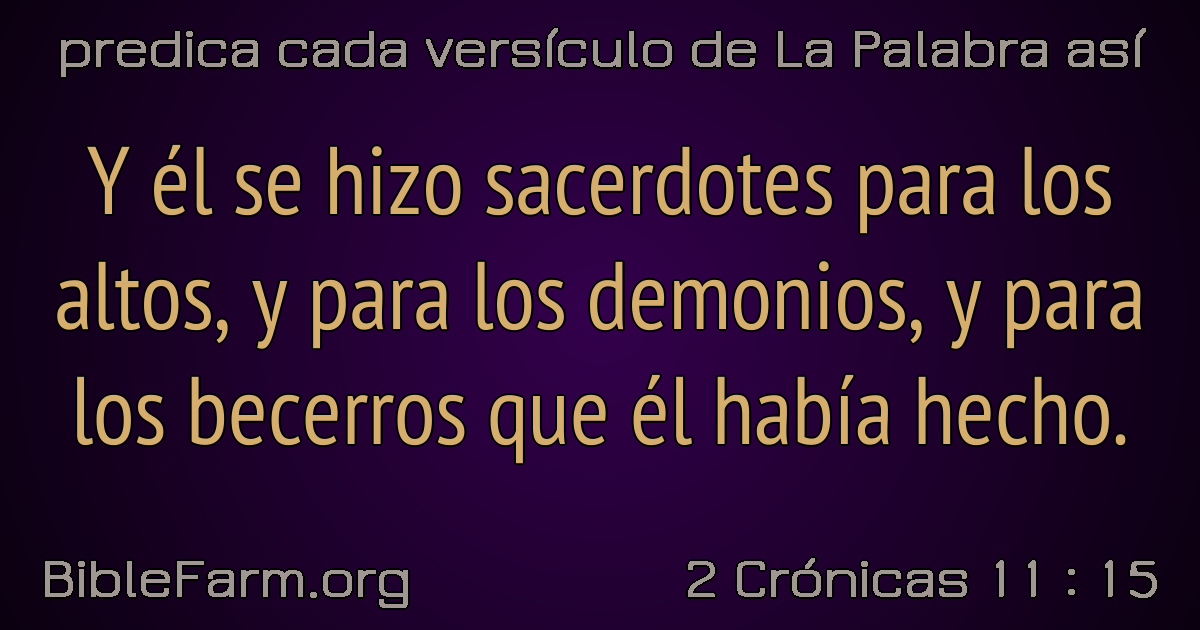 predica cada versículo de La Palabra así
Y él se hizo sacerdotes para los
altos, y para los demonios, y para
los becerros que él había hecho.
BibleFarm.org
2 Crónicas 11 : 15